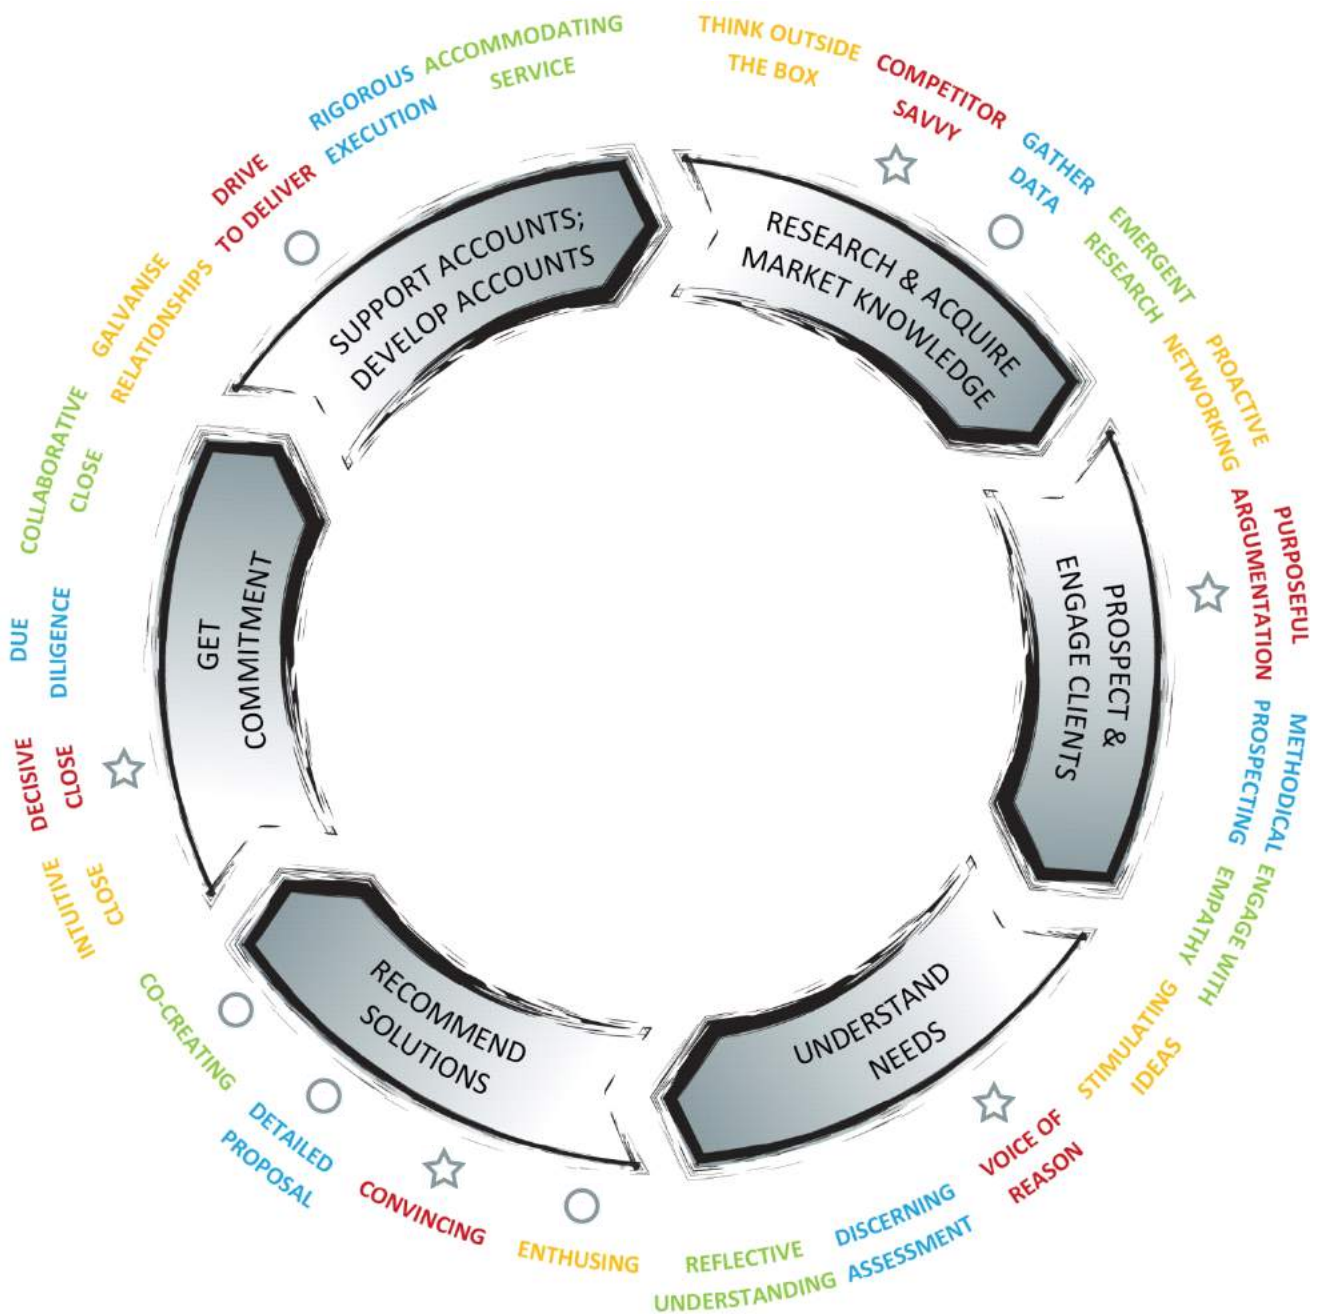 THINK OUTSIDE
THE BOX
COMPETITOR
SAVVY
GATHER
DATA
EMERGENT
RESEARCH
RESEARCH & ACQUIRE
MARKET KNOWLEDGE
PROACTIVE
NETWORKING
PURPOSEFUL
ARGUMENTATION
METHODICAL
PROSPECTING
ENGAGE WITH
EMPATHY
PROSPECT &
ENGAGE CLIENTS
STIMULATING
IDEAS
VOICE OF
REASON
DISCERNING
ASSESSMENT
REFLECTIVE
UNDERSTANDING
UNDERSTAND
NEEDS
ENTHUSING
CONVINCING
DETAILED
PROPOSAL
CO-CREATING
RECOMMEND
SOLUTIONS
INTUITIVE
CLOSE
DECISIVE
CLOSE
DUE
DILIGENCE
COLLABORATIVE
CLOSE
GET
COMMITMENT
GALVANISE
RELATIONSHIPS
DRIVE
TO DELIVER
RIGOROUS
EXECUTION
ACCOMMODATING
SERVICE
SUPPORT ACCOUNTS;
DEVELOP ACCOUNTS